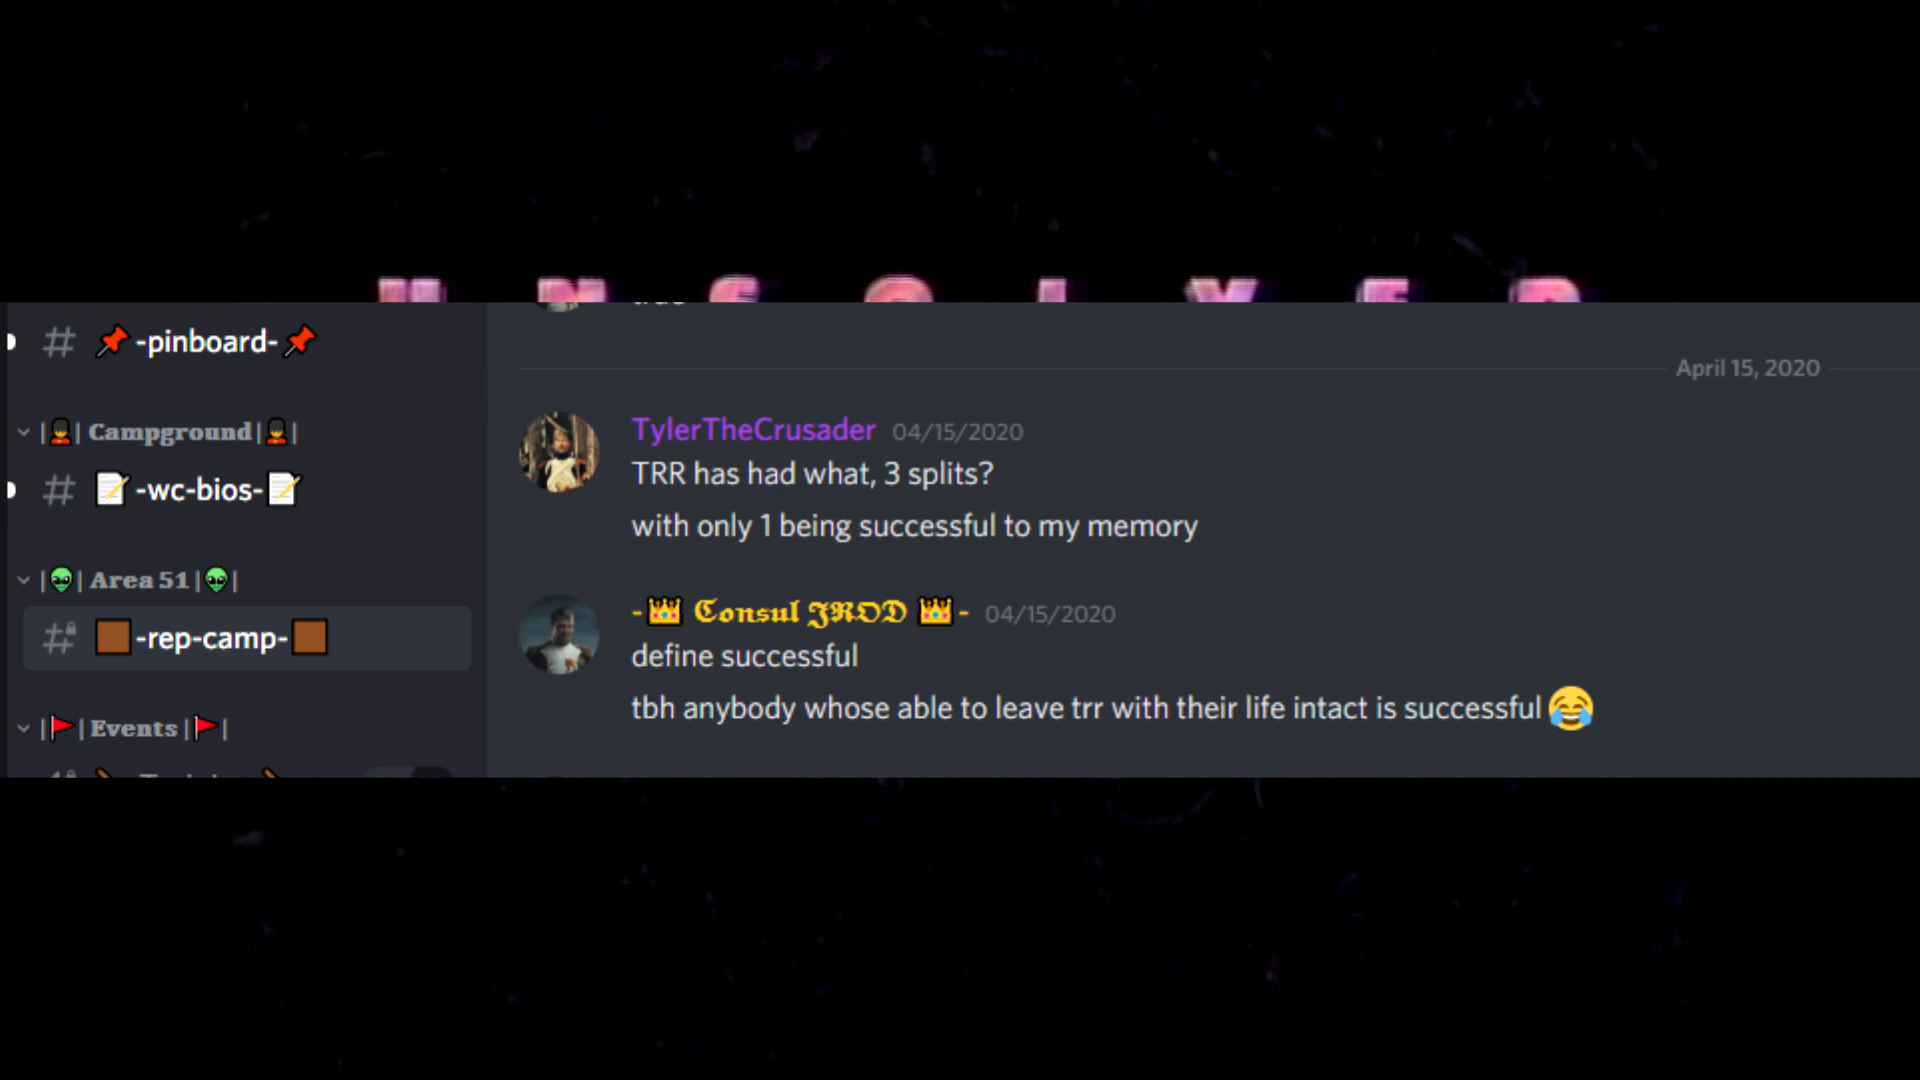 UNSOLVED
📌-pinboard-📌
April 15, 2020
|💂| Campground |💂|
TylerTheCrusader 04/15/2020
TRR has had what, 3 splits?
📝-wc-bios-📝
with only 1 being successful to my memory
|👽| Area 51 |👽|
-👑 Consul JROD 👑- 04/15/2020
🟫-rep-camp-🟫
define successful
tbh anybody whose able to leave trr with their life intact is successful 😂
|🚩| Events |🚩|